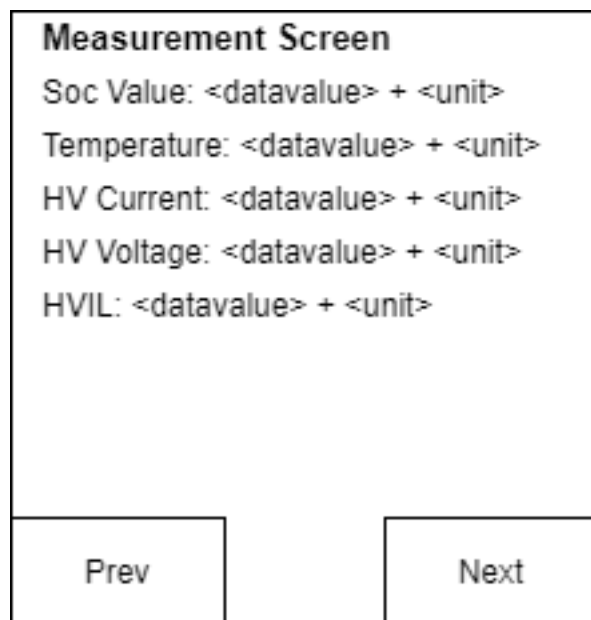 Measurement Screen
Soc Value: <datavalue> + <unit>
Temperature: <datavalue> + <unit>
HV Current: <datavalue> + <unit>
HV Voltage: <datavalue> + <unit>
HVIL: <datavalue> + <unit>
Prev
Next